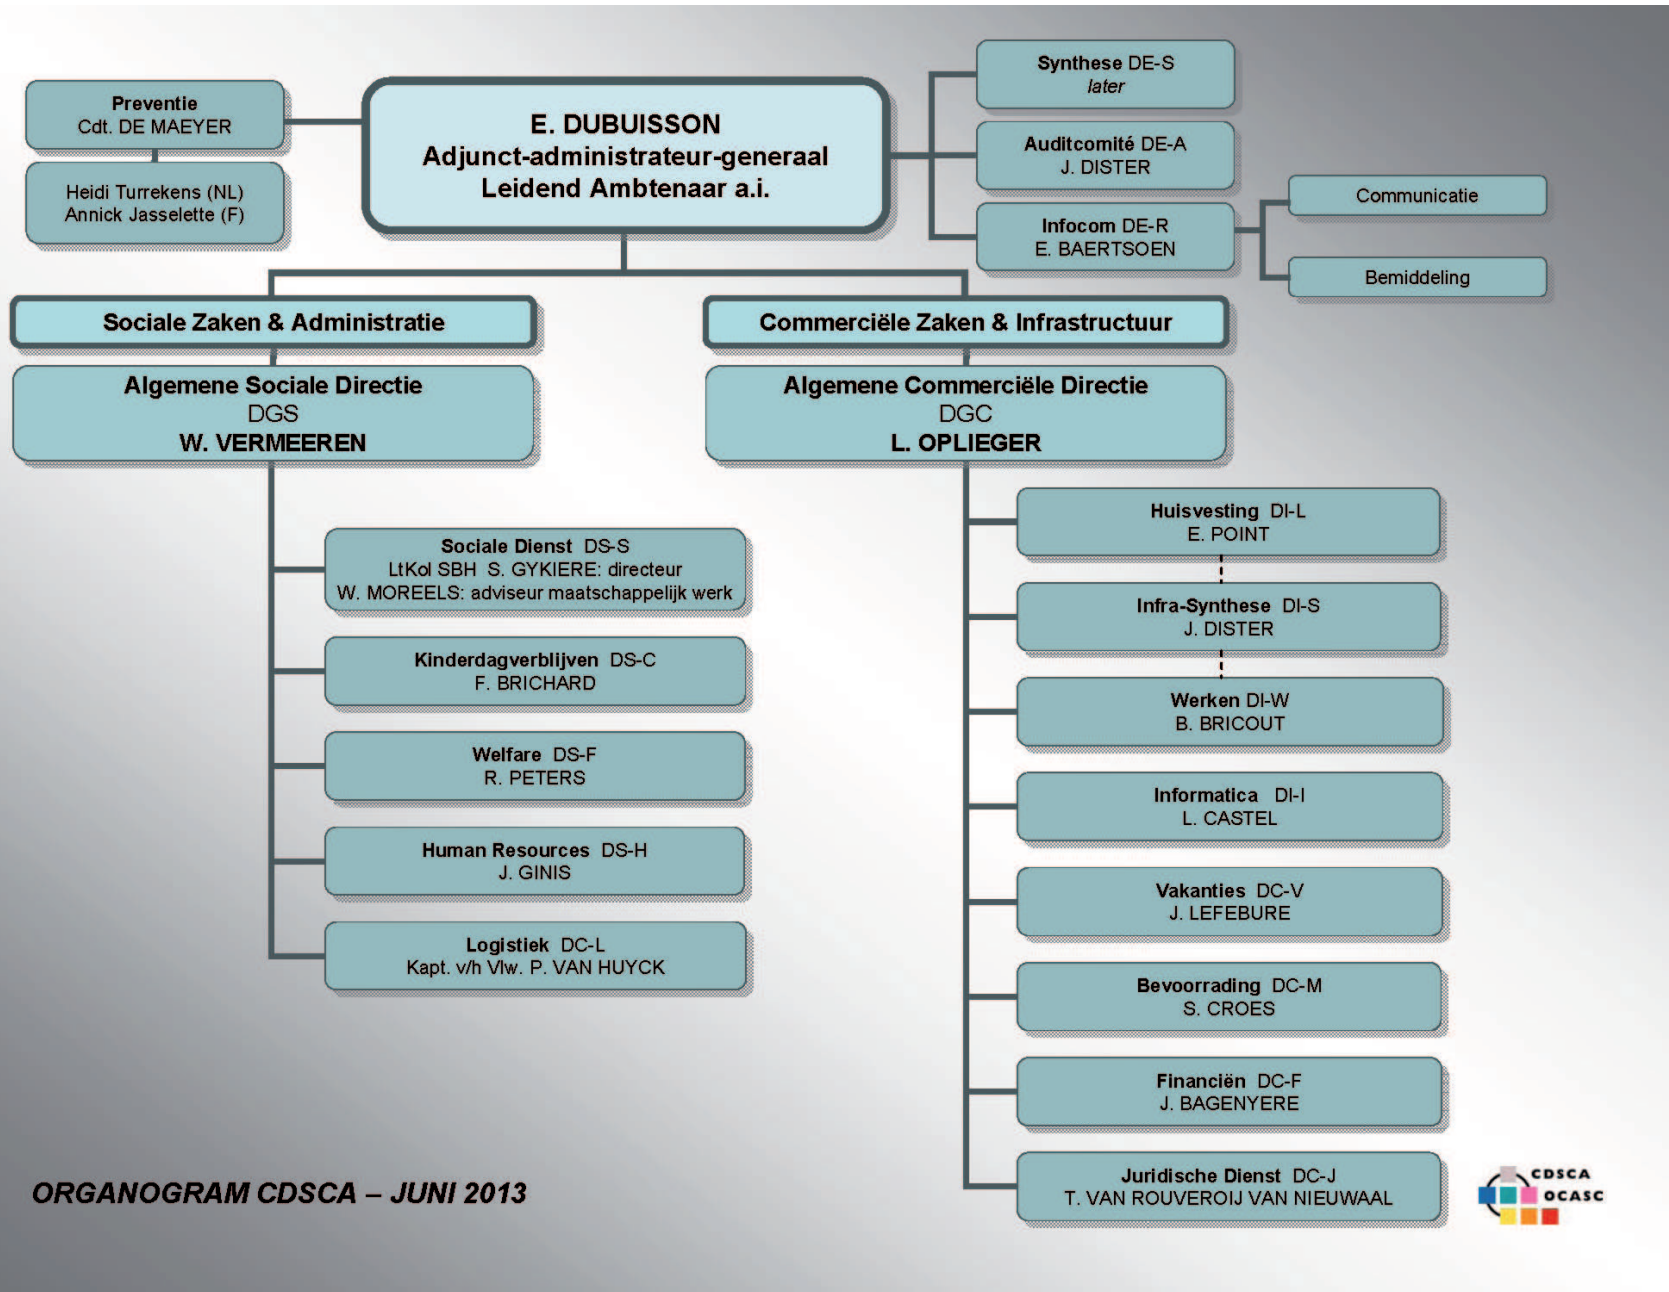 Preventie
Cdt. DE MAEYER
Heidi Turrekens (NL)
Annick Jasselette (F)
E. DUBUISSON
Adjunct-administrateur-generaal
Leidend Ambtenaar a.i.
Synthese DE-S
later
Auditcomité DE-A
J. DISTER
Infocom DE-R
E. BAERTSOEN
Communicatie
Bemiddeling
Sociale Zaken & Administratie
Algemene Sociale Directie
DGS
W. VERMEEREN
Sociale Dienst DS-S
LtKol SBH S. GYKIERE: directeur
W. MOREELS: adviseur maatschappelijk werk
Kinderdagverblijven DS-C
F. BRICHARD
Welfare DS-F
R. PETERS
Human Resources DS-H
J. GINIS
Logistiek DC-L
Kapt. v/h Vlw. P. VAN HUYCK
Commerciële Zaken & Infrastructuur
Algemene Commerciële Directie
DGC
L. OPLIEGER
Huisvesting DI-L
E. POINT
Infra-Synthese DI-S
J. DISTER
Werken DI-W
B. BRICOUT
Informatica DI-I
L. CASTEL
Vakanties DC-V
J. LEFEBURE
Bevoorrading DC-M
S. CROES
Financiën DC-F
J. BAGENYERE
Juridische Dienst DC-J
T. VAN ROUVEROIJ VAN NIEUWAAL
ORGANOGRAM CDSCA – JUNI 2013
CDSCA
OCASC